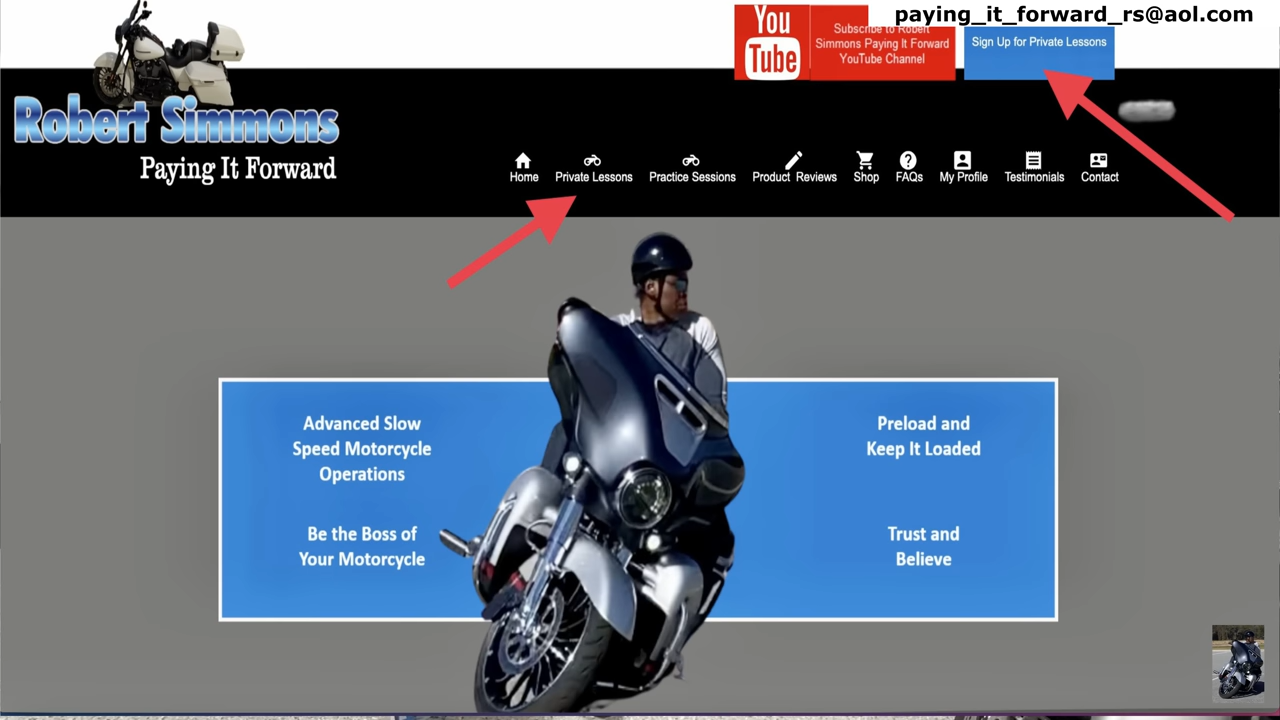 paying_it_forward_rs@aol.com
You
Tube
Subscribe to Robert
Simmons Paying It Forward
YouTube Channel
Sign Up for Private Lessons
Robert Simmons
Paying It Forward
Home
Private Lessons
Practice Sessions
Product Reviews
Shop
FAQs
My Profile
Testimonials
Contact
Advanced Slow
Speed Motorcycle
Operations
Preload and
Keep It Loaded
Be the Boss of
Your Motorcycle
Trust and
Believe